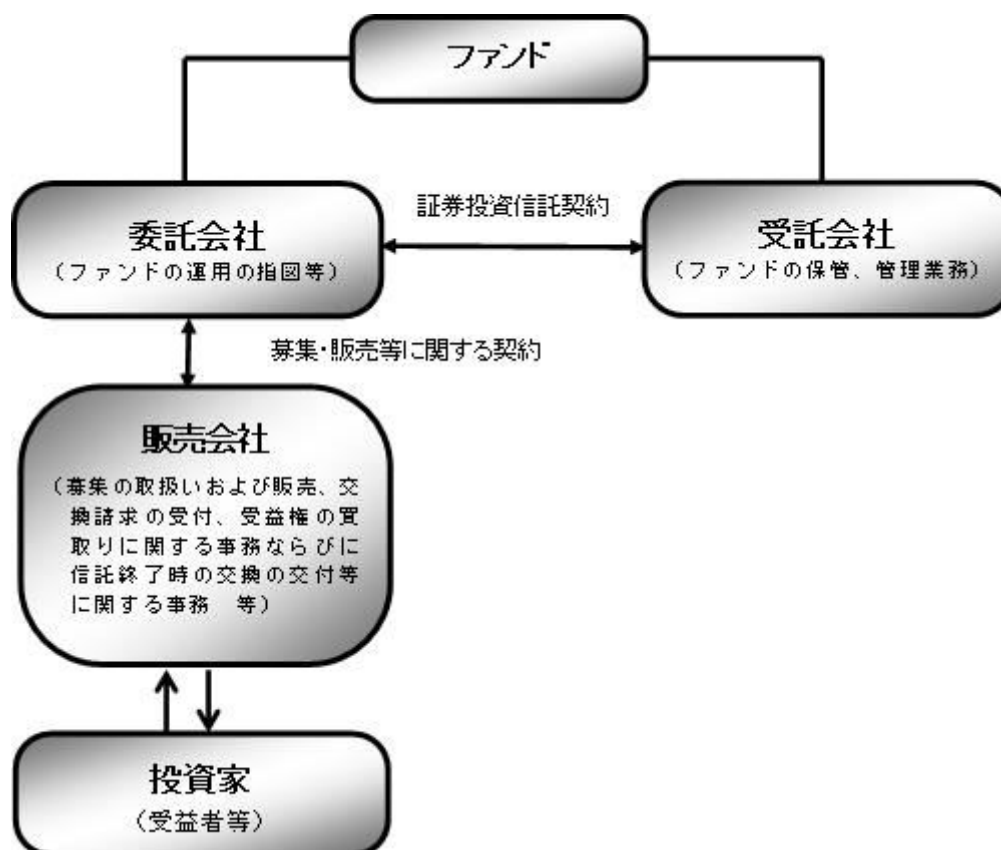 ファンド
証券投資信託契約
委託会社
(ファンドの運用の指図等)
受託会社
(ファンドの保管、管理業務)
募集・販売等に関する契約
販売会社
(募集の取扱いおよび販売、交
換請求の受付、受益権の買
取りに関する事務ならびに
信託終了時の交換の交付等
に関する事務 等)
投資家
(受益者等)